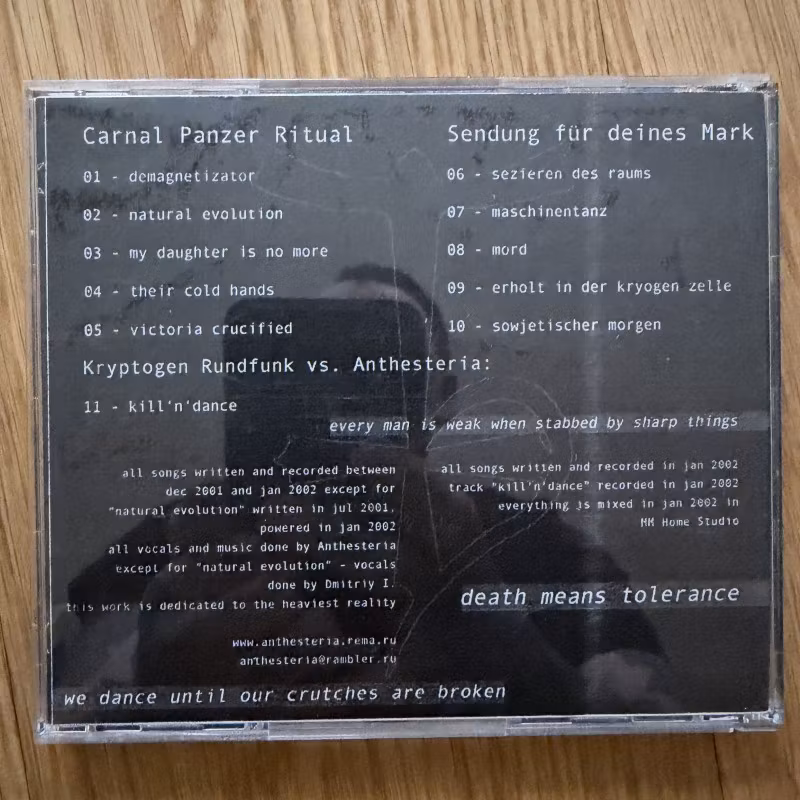 Carnal Panzer Ritual
01 - demagnetizator
02 - natural evolution
03 - my daughter is no more
04 - their cold hands
05 - victoria crucified
Sendung für deines Mark
06 - sezieren des raums
07 - maschinentanz
08 - mord
09 - erholt in der kryogen zelle
10 - sowjetischer morgen
Kryptogen Rundfunk vs. Anthesteria:
11 - kill'n'dance
every man is weak when stabbed by sharp things
all songs written and recorded between
dec 2001 and jan 2002 except for
"natural evolution" written in jul 2001,
powered in jan 2002
all vocals and music done by Anthesteria
except for "natural evolution" - vocals
done by Dmitriy I.
this work is dedicated to the heaviest reality
www.anthesteria.rema.ru
anthesteria@rambler.ru
all songs written and recorded in jan 2002
track "kill'n'dance" recorded in jan 2002
everything is mixed in jan 2002 in
MM Home Studio
death means tolerance
we dance until our crutches are broken